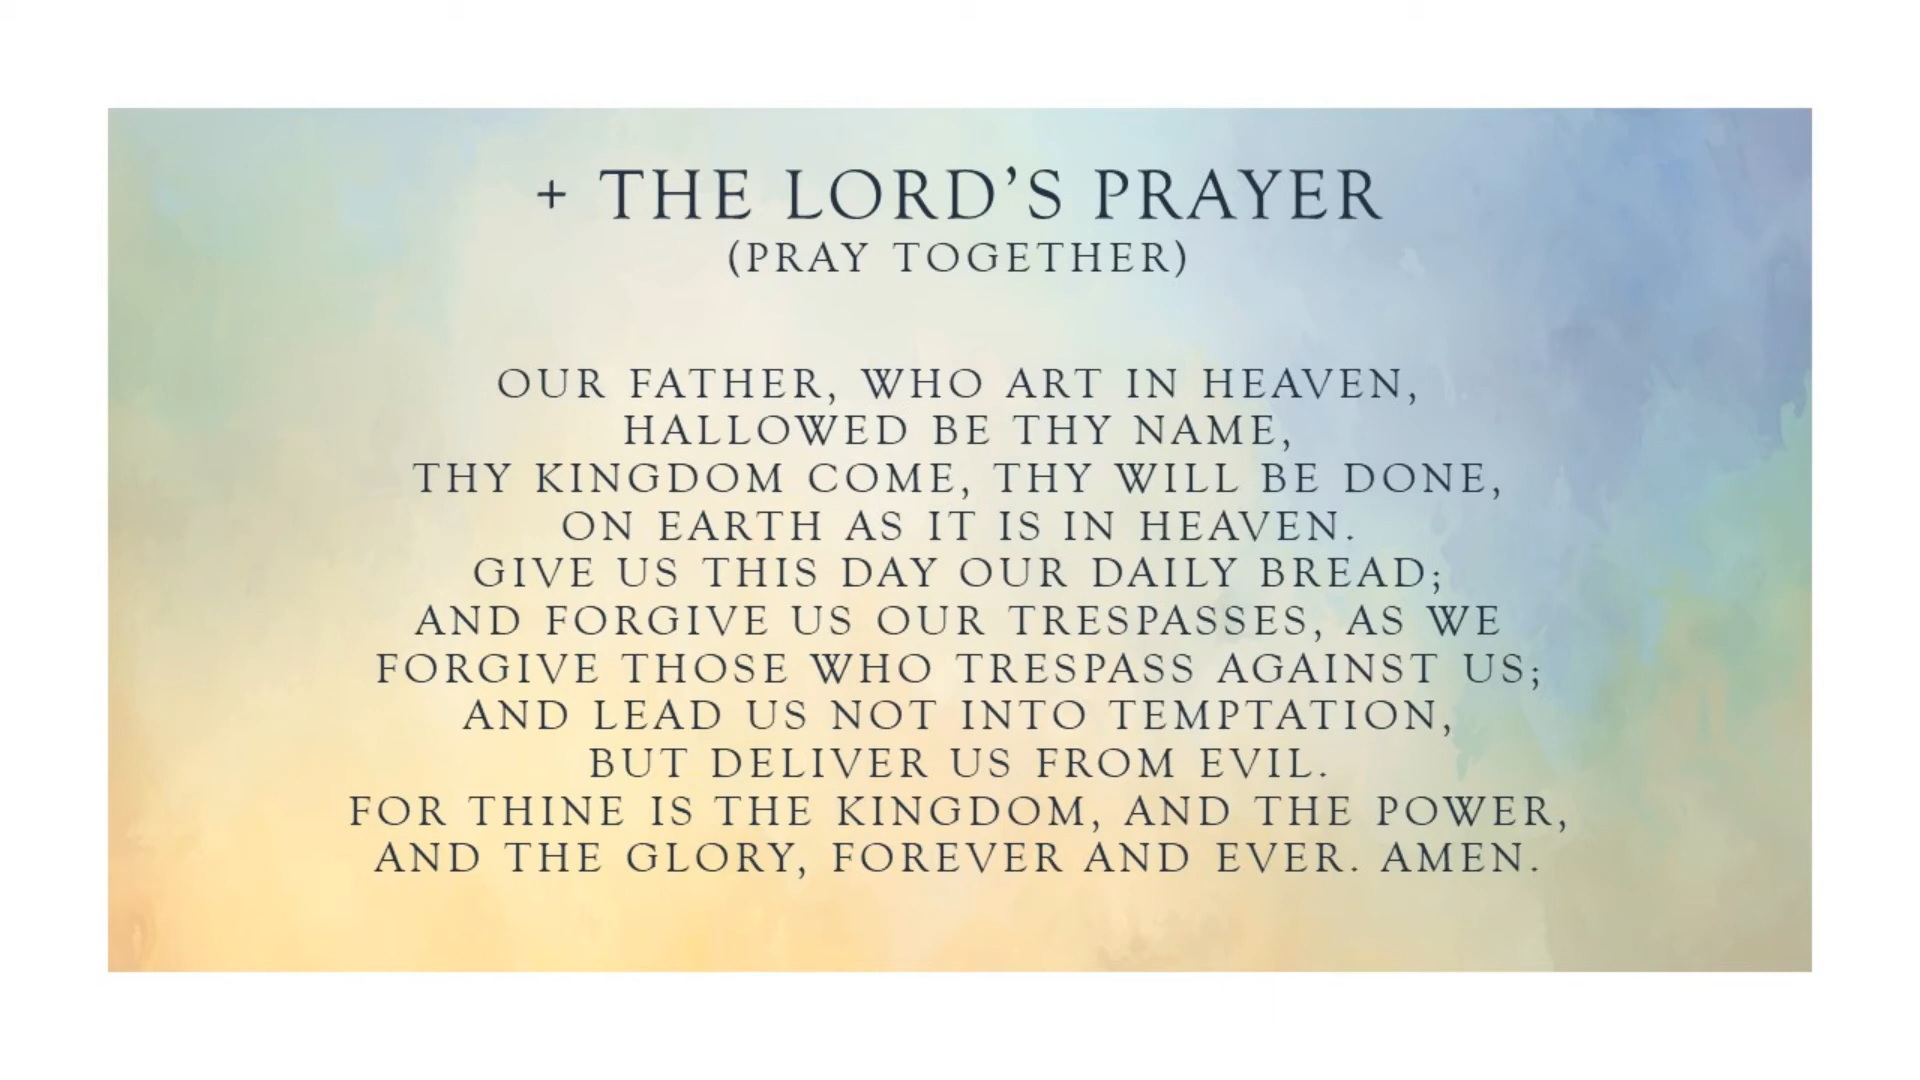 + THE LORD’S PRAYER
(PRAY TOGETHER)
OUR FATHER, WHO ART IN HEAVEN,
HALLOWED BE THY NAME,
THY KINGDOM COME, THY WILL BE DONE,
ON EARTH AS IT IS IN HEAVEN.
GIVE US THIS DAY OUR DAILY BREAD;
AND FORGIVE US OUR TRESPASSES, AS WE
FORGIVE THOSE WHO TRESPASS AGAINST US;
AND LEAD US NOT INTO TEMPTATION,
BUT DELIVER US FROM EVIL.
FOR THINE IS THE KINGDOM, AND THE POWER,
AND THE GLORY, FOREVER AND EVER. AMEN.